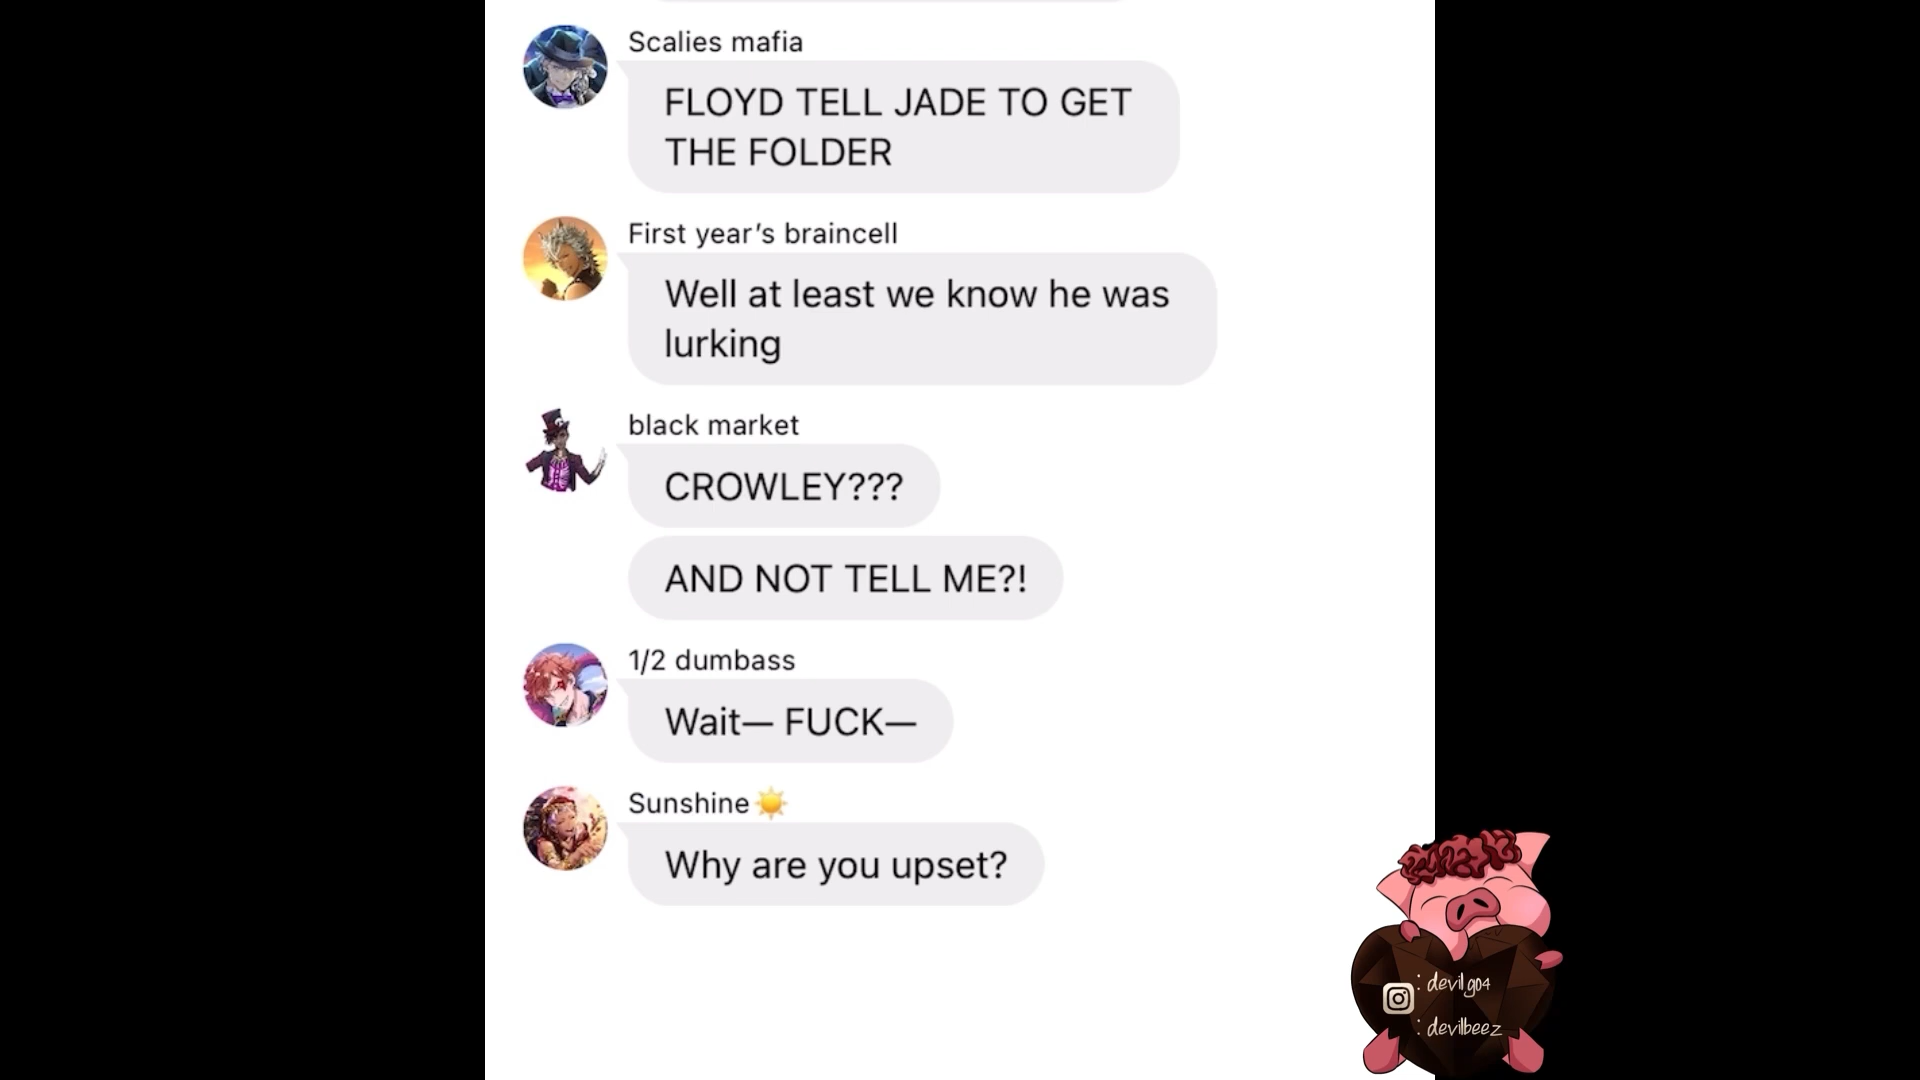 Scalies mafia
FLOYD TELL JADE TO GET
THE FOLDER
First year’s braincell
Well at least we know he was
lurking
black market
CROWLEY???
AND NOT TELL ME?!
1/2 dumbass
Wait— FUCK—
Sunshine☀️
Why are you upset?
: devilg04
: devilbeez